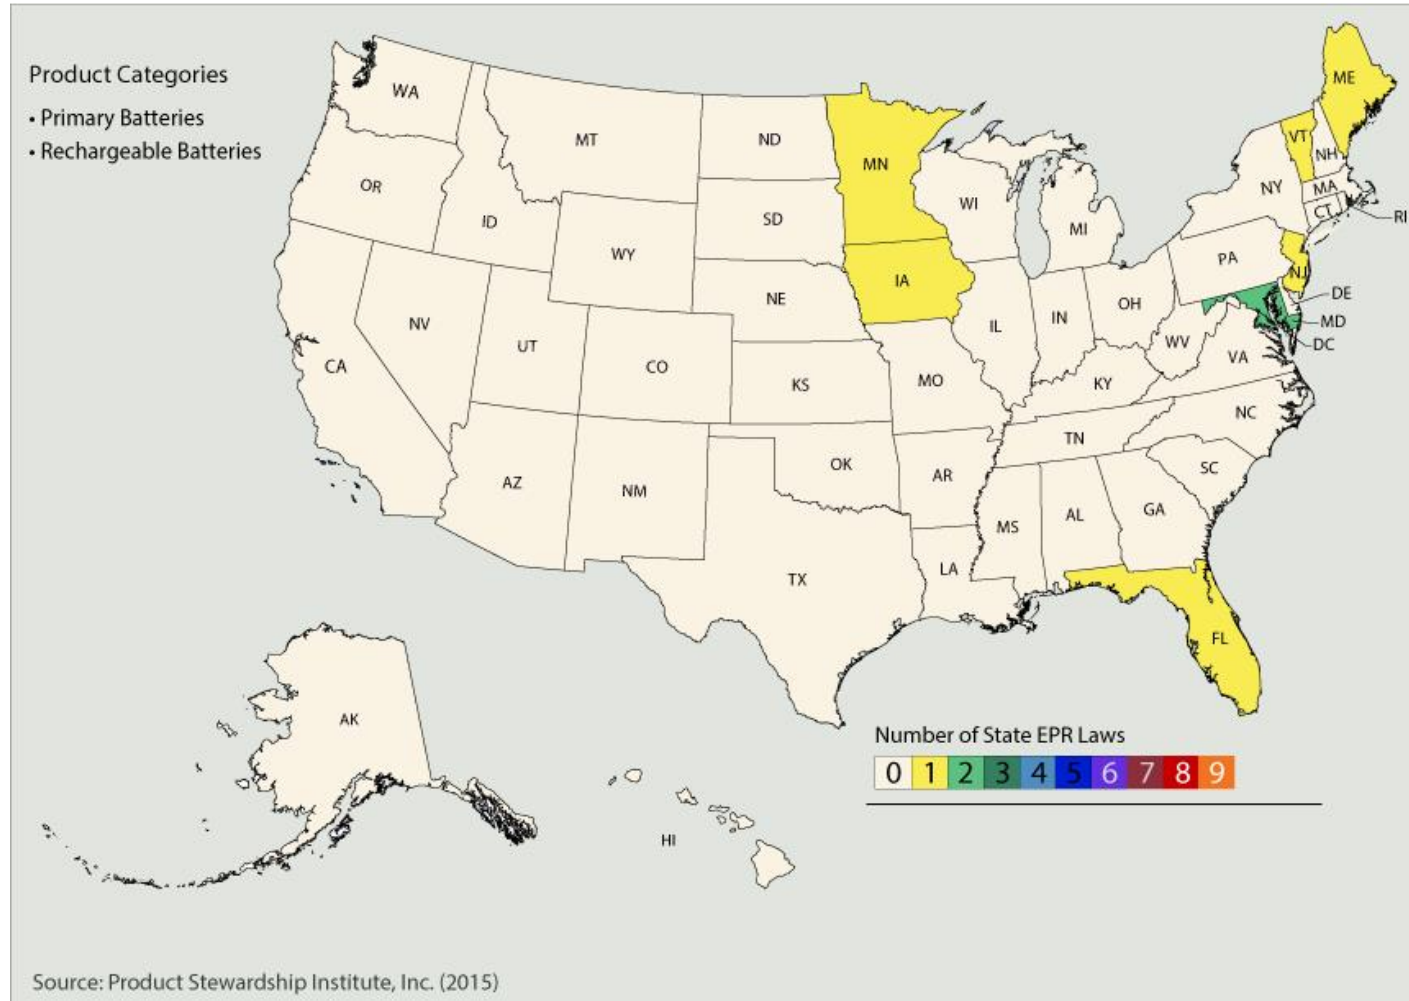 Product Categories
• Primary Batteries
• Rechargeable Batteries
WA
MT
ND
MN
ME
VT
NH
OR
ID
SD
WI
NY
MA
CT
RI
MI
WY
PA
NJ
IA
NE
OH
DE
NV
IL
IN
MD
UT
WV
DC
CA
CO
VA
KS
MO
KY
NC
TN
OK
AR
SC
AZ
NM
MS
AL
GA
TX
LA
FL
AK
HI
Number of State EPR Laws
0 1 2 3 4 5 6 7 8 9
Source: Product Stewardship Institute, Inc. (2015)